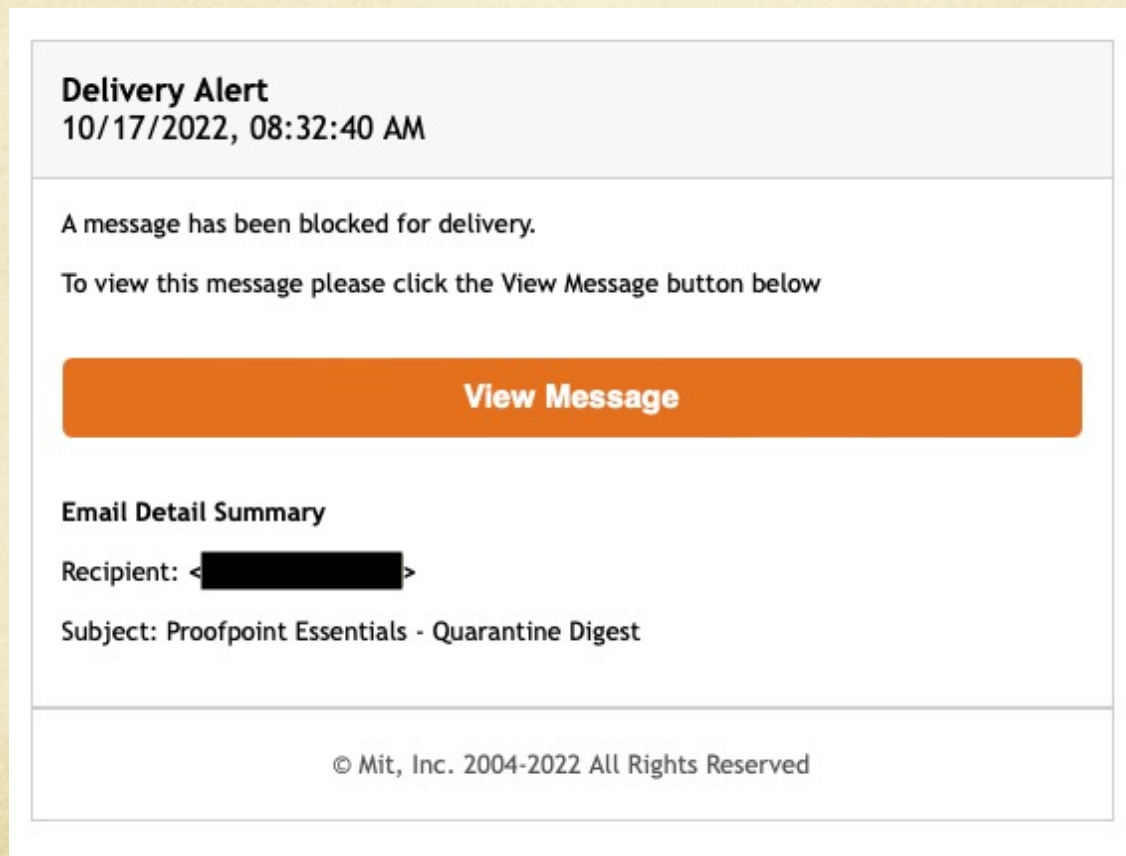 Delivery Alert
10/17/2022, 08:32:40 AM
A message has been blocked for delivery.
To view this message please click the View Message button below
View Message
Email Detail Summary
Recipient: < >
Subject: Proofpoint Essentials - Quarantine Digest
© Mit, Inc. 2004-2022 All Rights Reserved